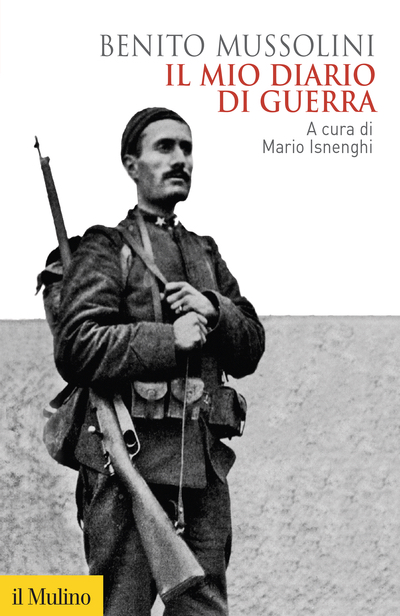 BENITO MUSSOLINI
IL MIO DIARIO
DI GUERRA
A cura di
Mario Isnenghi
il Mulino